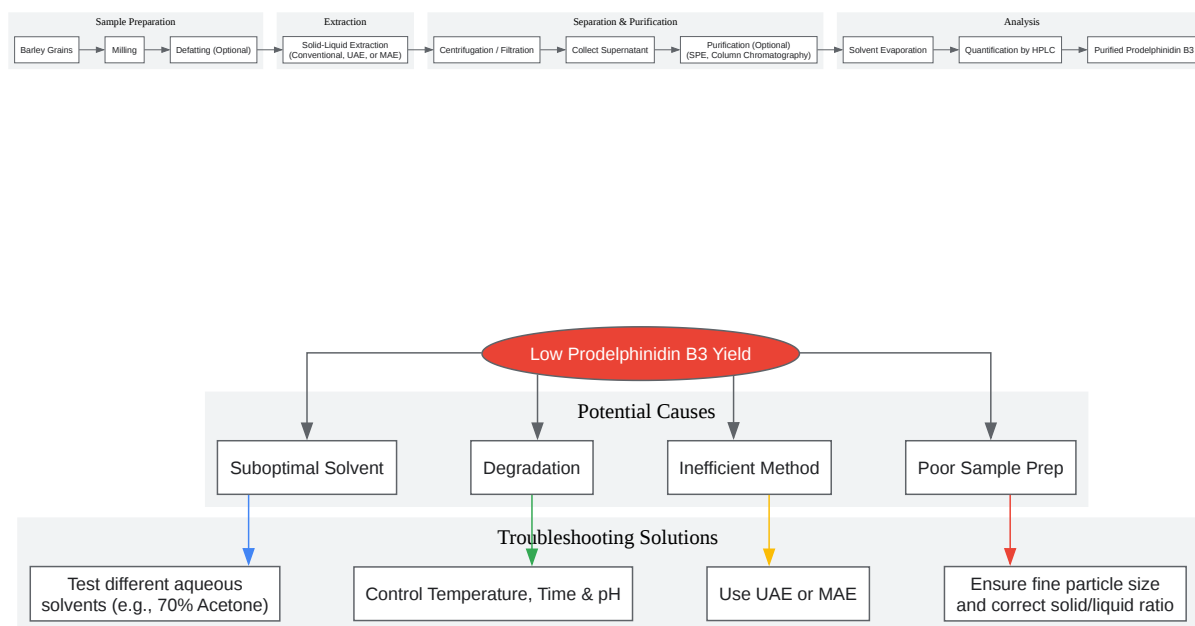 Sample Preparation
Extraction
Separation & Purification
Analysis
Barley Grains
Milling
Defatting (Optional)
Solid-Liquid Extraction
(Conventional, UAE, or MAE)
Centrifugation / Filtration
Collect Supernatant
Purification (Optional)
(SPE, Column Chromatography)
Solvent Evaporation
Quantification by HPLC
Purified Prodelphinidin B3
Low Prodelphinidin B3 Yield
Potential Causes
Suboptimal Solvent
Degradation
Inefficient Method
Poor Sample Prep
Troubleshooting Solutions
Test different aqueous
solvents (e.g., 70% Acetone)
Control Temperature, Time & pH
Use UAE or MAE
Ensure fine particle size
and correct solid/liquid ratio